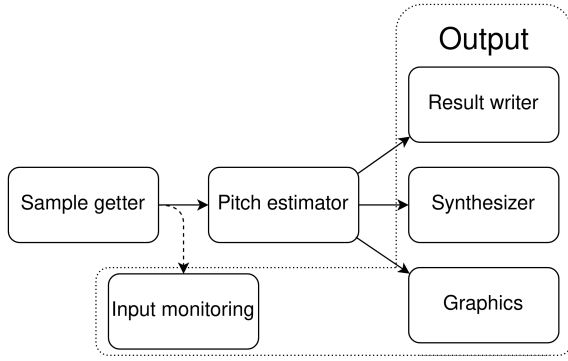 Output
Result writer
Sample getter
Pitch estimator
Synthesizer
Input monitoring
Graphics